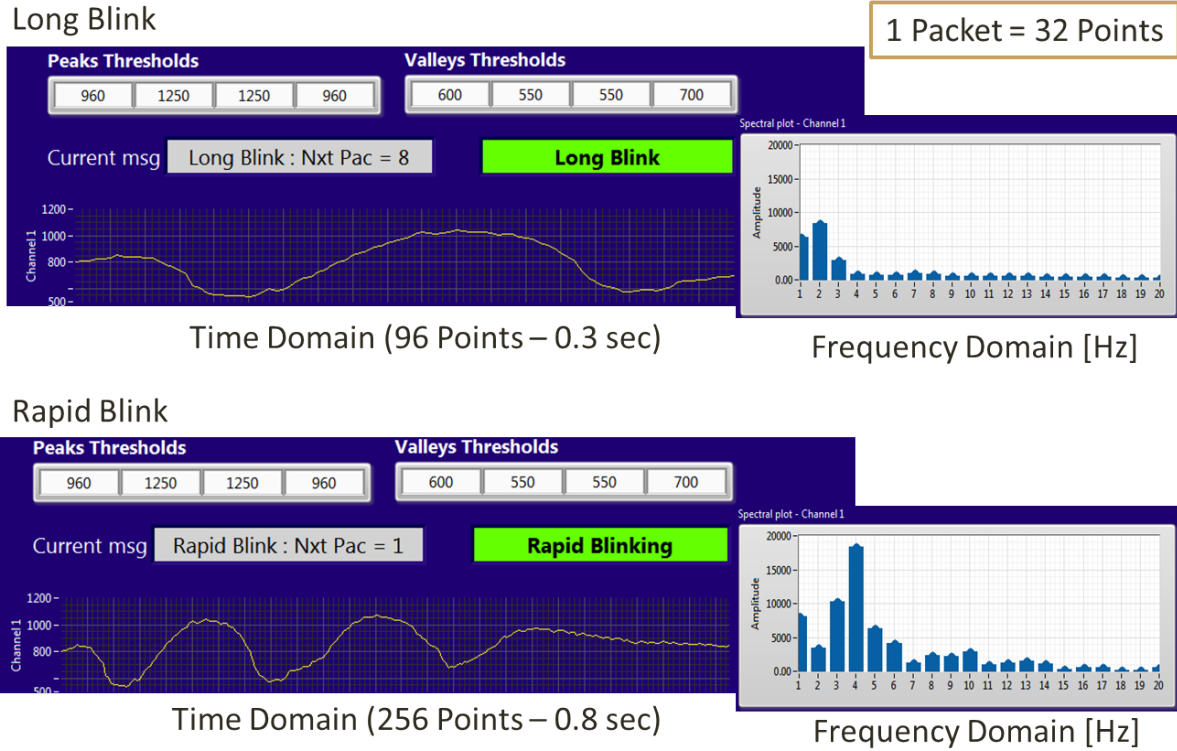 Long Blink
1 Packet = 32 Points
Peaks Thresholds
Valleys Thresholds
960 1250 1250 960
600 550 550 700
Current msg Long Blink : Nxt Pac = 8
Long Blink
Spectral plot - Channel 1
20000
15000
10000
5000
0.00
Amplitude
1 2 3 4 5 6 7 8 9 10 11 12 13 14 15 16 17 18 19 20
1200
1000
800
500
Channel 1
Time Domain (96 Points – 0.3 sec)
Frequency Domain [Hz]
Rapid Blink
Peaks Thresholds
Valleys Thresholds
960 1250 1250 960
600 550 550 700
Current msg Rapid Blink : Nxt Pac = 1
Rapid Blinking
Spectral plot - Channel 1
20000
15000
10000
5000
0.00
Amplitude
1 2 3 4 5 6 7 8 9 10 11 12 13 14 15 16 17 18 19 20
1200
1000
800
500
Channel 1
Time Domain (256 Points – 0.8 sec)
Frequency Domain [Hz]